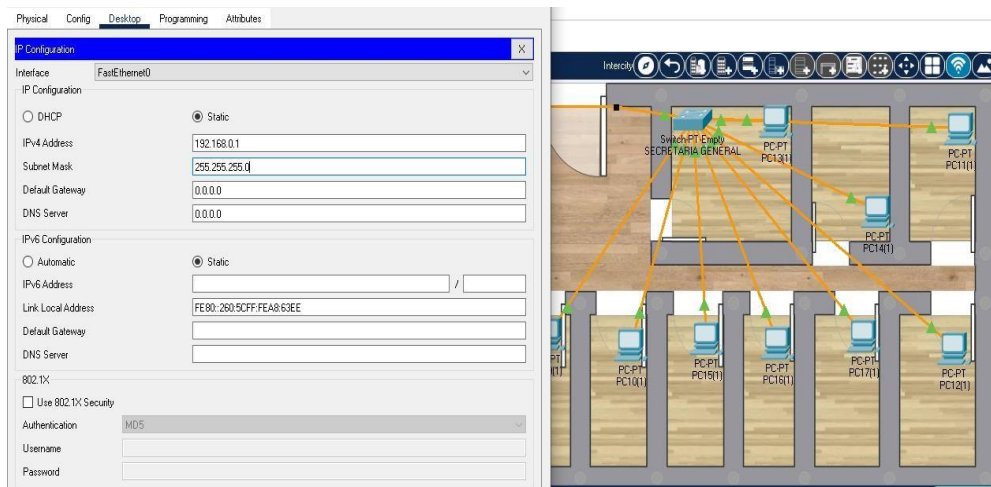 Physical Config Desktop Programming Attributes
IP Configuration X
Interface FastEthernet0
IP Configuration
DHCP Static
IPv4 Address 192.168.0.1
Subnet Mask 255.255.255.0
Default Gateway 0.0.0.0
DNS Server 0.0.0.0
IPv6 Configuration
Automatic Static
IPv6 Address /
Link Local Address FE80::260:5CFF:FEA8:63EE
Default Gateway
DNS Server
802.1X
Use 802.1X Security
Authentication MD5
Username
Password
Intercity
Switch-PT-Empty
SECRETARIA GENERAL
PC-PT
PC13(1)
PC-PT
PC11(1)
PC-PT
PC14(1)
PC-PT
PC10(1)
PC-PT
PC15(1)
PC-PT
PC16(1)
PC-PT
PC17(1)
PC-PT
PC12(1)